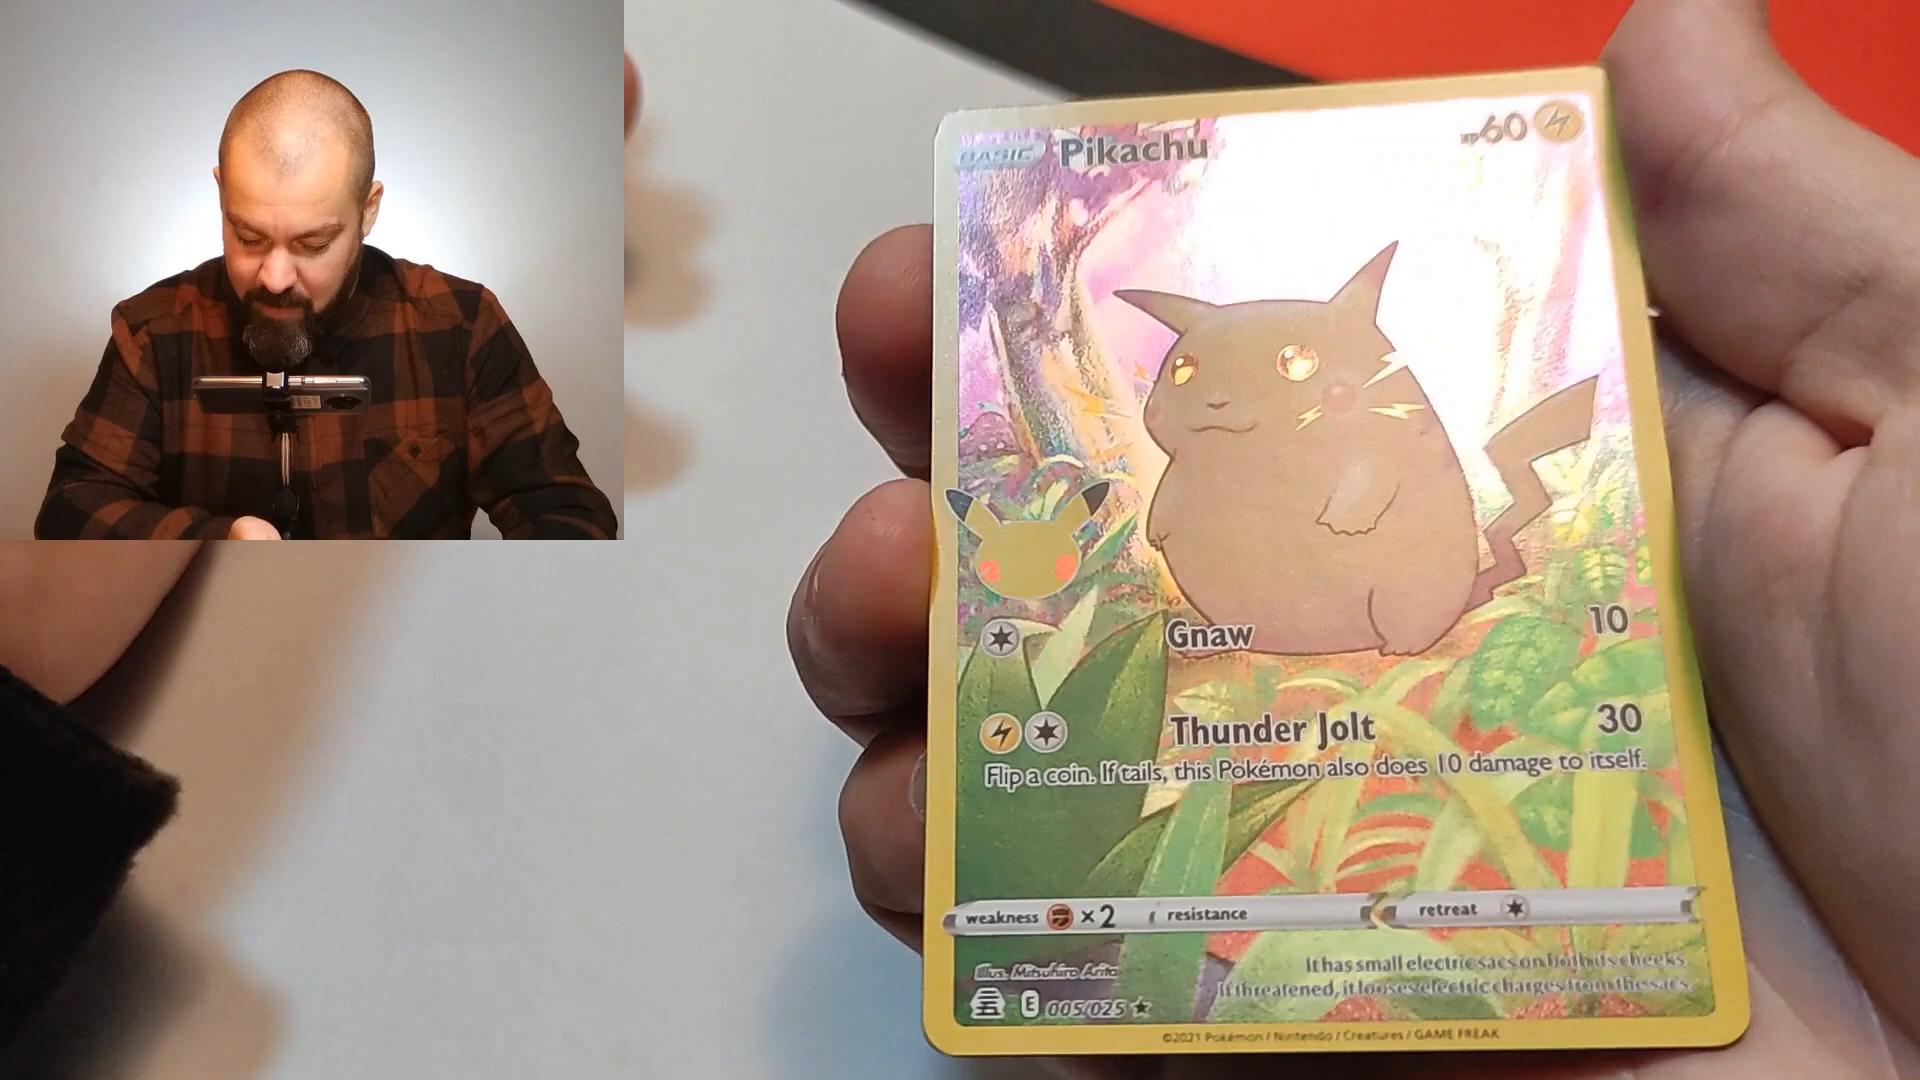 BASIC Pikachu HP60
Gnaw 10
Thunder Jolt 30
Flip a coin. If tails, this Pokémon also does 10 damage to itself.
weakness ×2 resistance retreat
Illus. Mitsuhiro Arita
It has small electric sacs on both its cheeks.
If threatened, it looses electric charges from the sacs.
E 005/025
©2021 Pokémon / Nintendo / Creatures / GAME FREAK